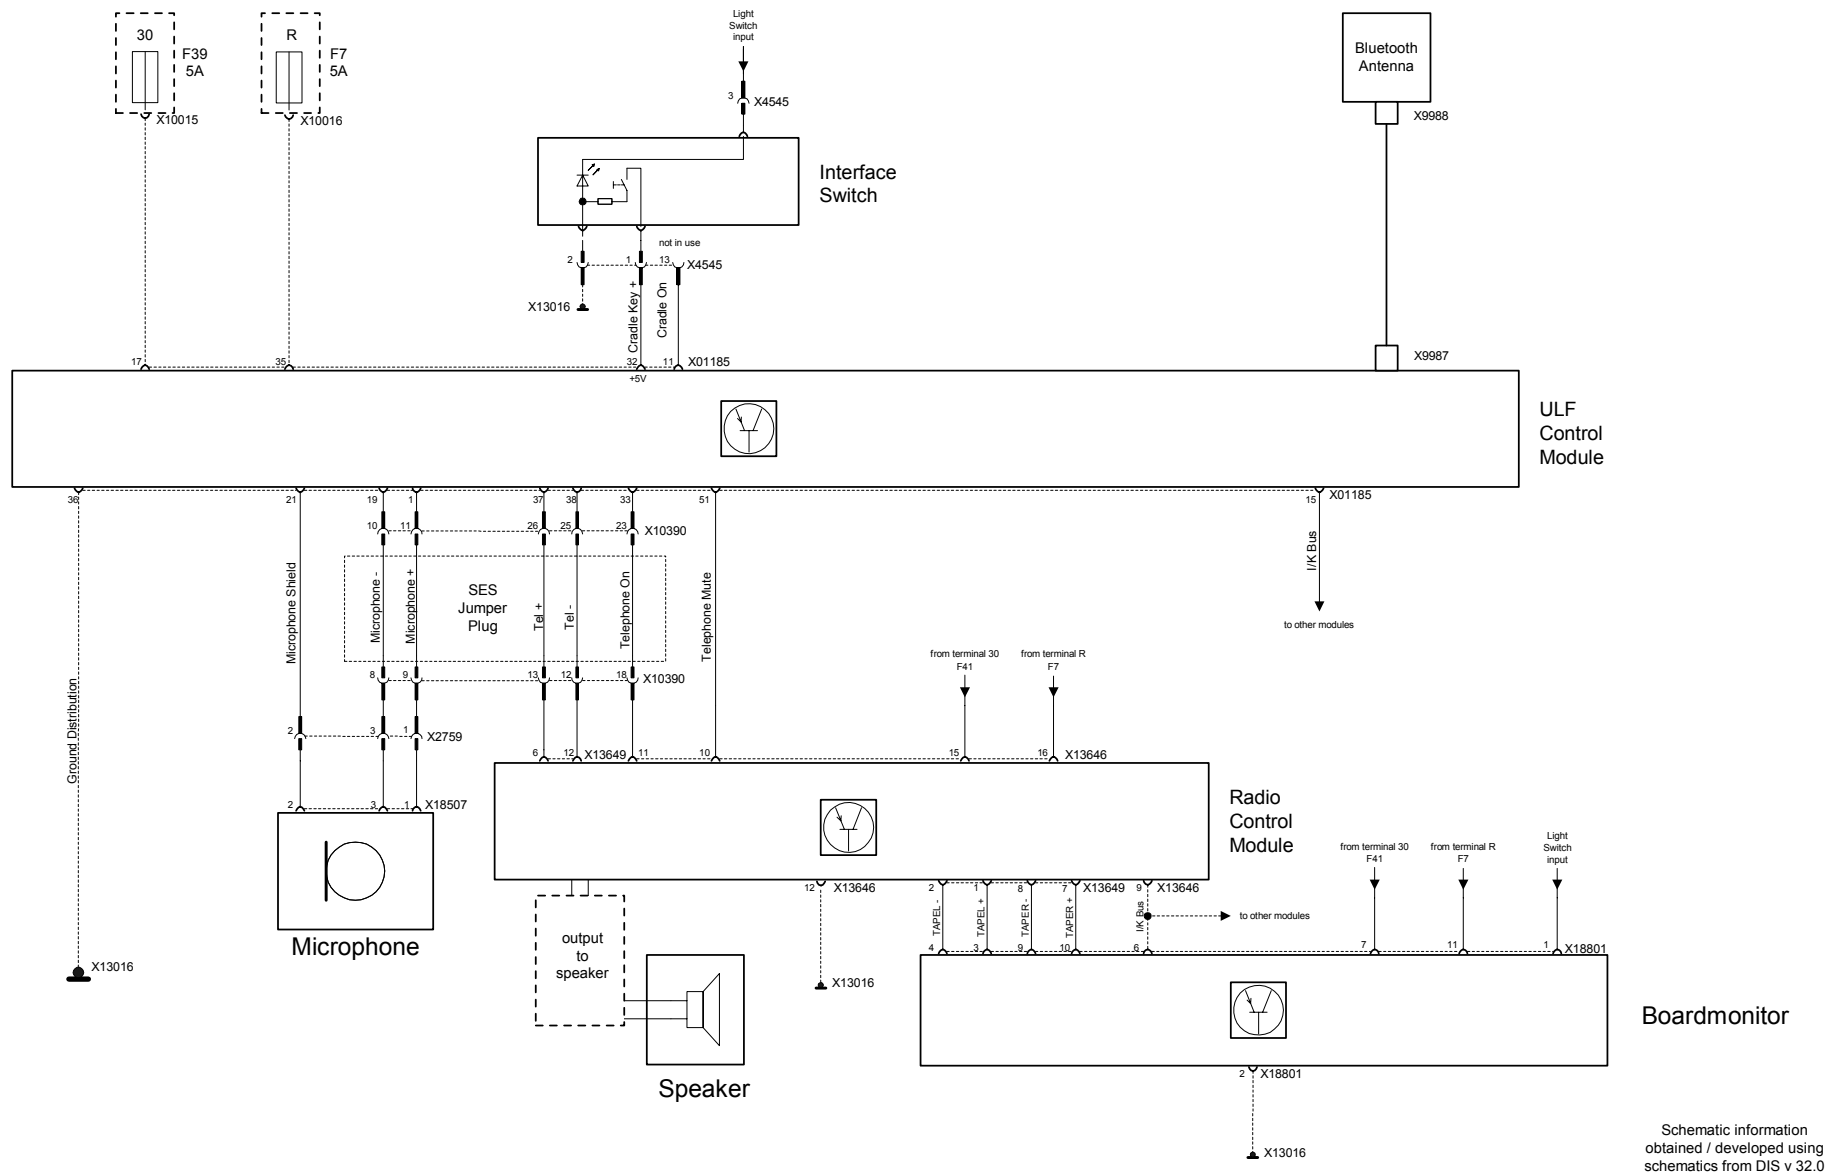 30
F39
5A
X10015
R
F7
5A
X10016
Light
Switch
input
3
X4545
Interface
Switch
not in use
2
1
13
X4545
X13016
Cradle Key +
Cradle On
Bluetooth
Antenna
X9988
X9987
17
35
32
11
X01185
+5V
ULF
Control
Module
36
21
19
1
37
38
33
51
15
X01185
10
11
26
25
23
X10390
I/K Bus
to other modules
Ground Distribution
Microphone Shield
Microphone -
Microphone +
SES
Jumper
Plug
Tel +
Tel -
Telephone On
Telephone Mute
8
9
13
12
18
X10390
2
3
1
X2759
from terminal 30
F41
from terminal R
F7
6
12
X13649
11
10
15
16
X13646
2
3
1
X18507
Microphone
X13016
Radio
Control
Module
12
X13646
X13016
output
to
speaker
Speaker
2
1
8
7
X13649
9
X13646
TAPEL -
TAPEL +
TAPER -
TAPER +
I/K Bus
to other modules
from terminal 30
F41
from terminal R
F7
Light
Switch
input
4
3
9
10
6
7
11
1
X18801
Boardmonitor
2
X18801
X13016
Schematic information
obtained / developed using
schematics from DIS v 32.0